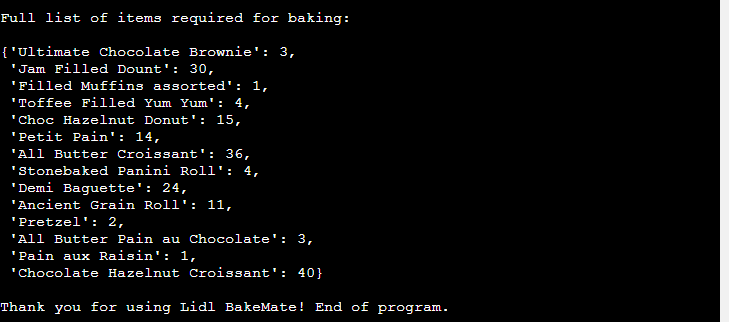 Full list of items required for baking:
{'Ultimate Chocolate Brownie': 3,
'Jam Filled Dount': 30,
'Filled Muffins assorted': 1,
'Toffee Filled Yum Yum': 4,
'Choc Hazelnut Donut': 15,
'Petit Pain': 14,
'All Butter Croissant': 36,
'Stonebaked Panini Roll': 4,
'Demi Baguette': 24,
'Ancient Grain Roll': 11,
'Pretzel': 2,
'All Butter Pain au Chocolate': 3,
'Pain aux Raisin': 1,
'Chocolate Hazelnut Croissant': 40}
Thank you for using Lidl BakeMate! End of program.